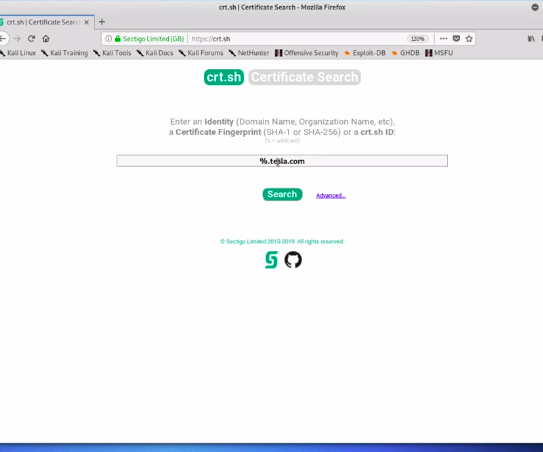 crt.sh | Certificate Search - Mozilla Firefox
crt.sh | Certificate Search
Sectigo Limited (GB)
https://crt.sh
120%
Kali Linux Kali Training Kali Tools Kali Docs Kali Forums NetHunter Offensive Security Exploit-DB GHDB MSFU
crt.sh Certificate Search
Enter an Identity (Domain Name, Organization Name, etc),
a Certificate Fingerprint (SHA-1 or SHA-256) or a crt.sh ID:
(% = wildcard)
%.tesla.com
Search Advanced...
© Sectigo Limited 2015-2019. All rights reserved.